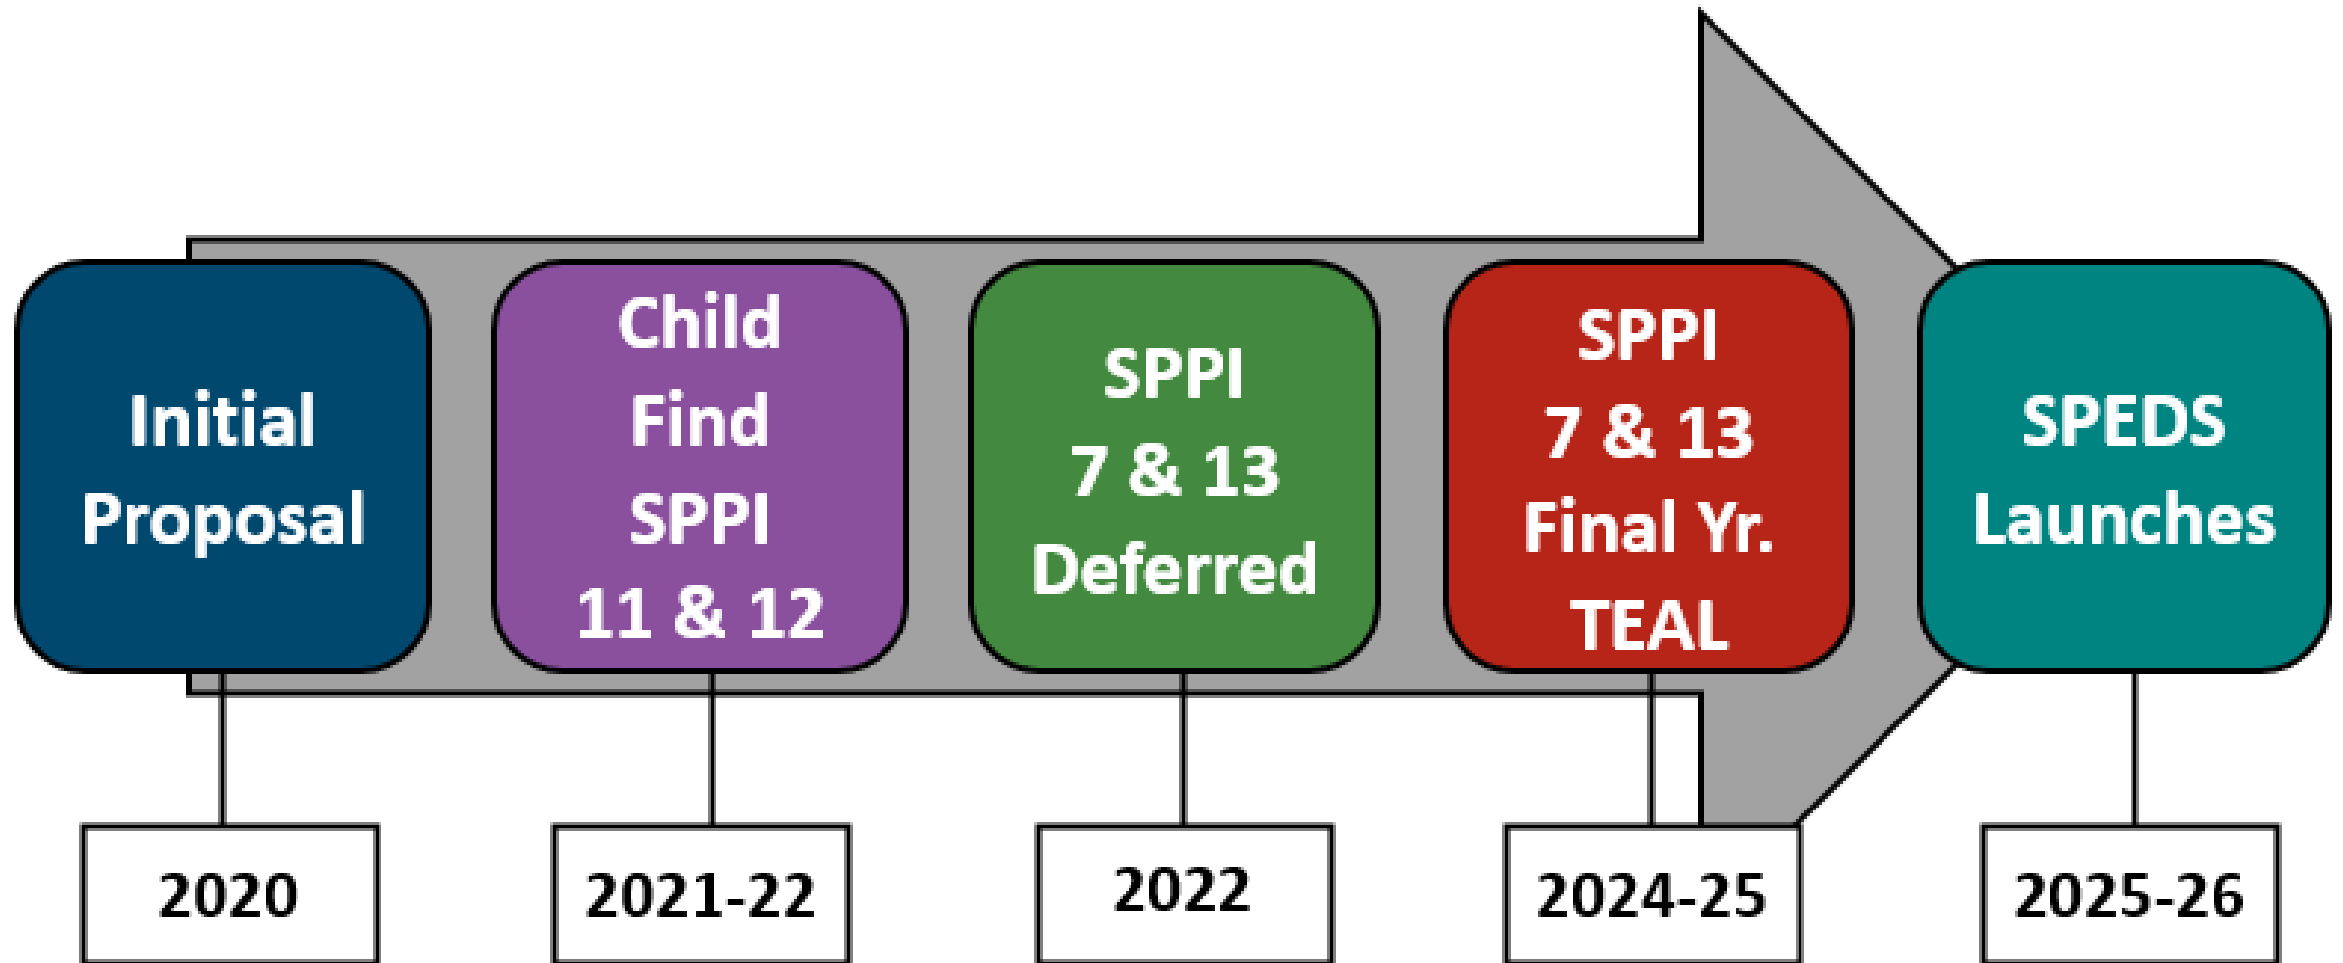 Initial
Proposal
Child
Find
SPPI
11 & 12
SPPI
7 & 13
Deferred
SPPI
7 & 13
Final Yr.
TEAL
SPEDS
Launches
2020
2021-22
2022
2024-25
2025-26